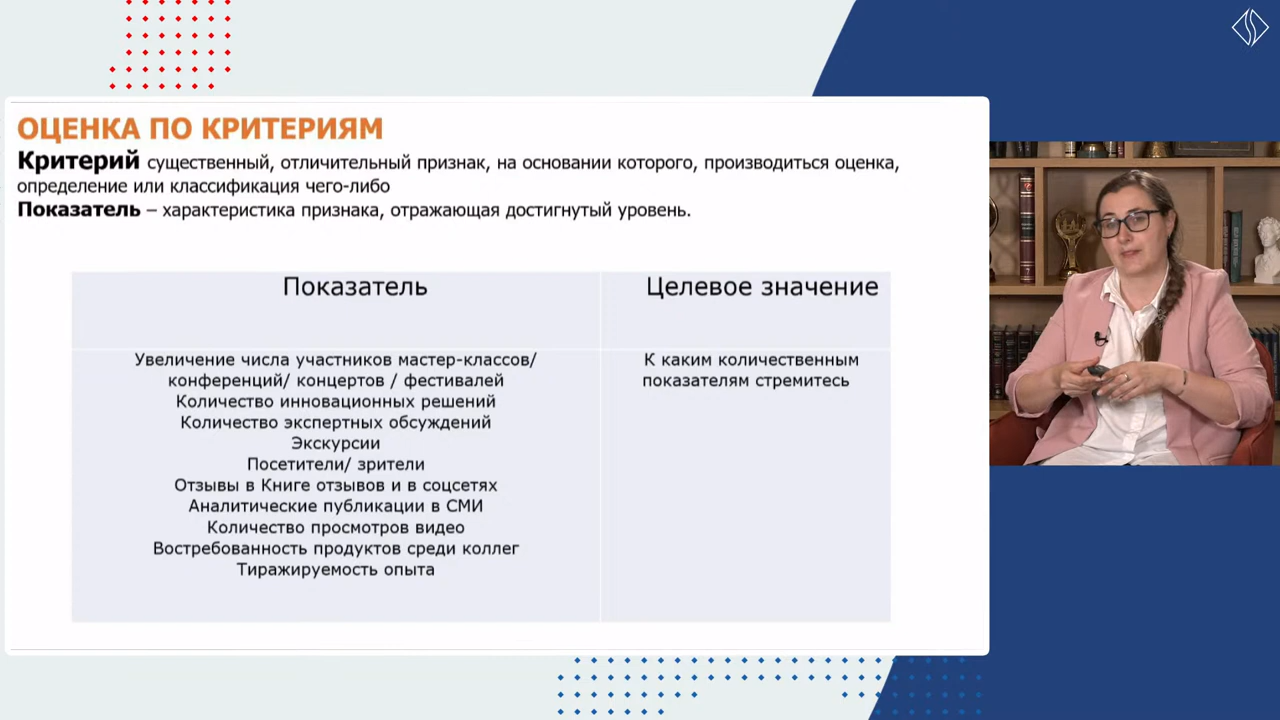 ОЦЕНКА ПО КРИТЕРИЯМ
Критерий существенный, отличительный признак, на основании которого, производиться оценка,
определение или классификация чего-либо
Показатель – характеристика признака, отражающая достигнутый уровень.
Показатель
Целевое значение
Увеличение числа участников мастер-классов/
конференций/ концертов / фестивалей
Количество инновационных решений
Количество экспертных обсуждений
Экскурсии
Посетители/ зрители
Отзывы в Книге отзывов и в соцсетях
Аналитические публикации в СМИ
Количество просмотров видео
Востребованность продуктов среди коллег
Тиражируемость опыта
К каким количественным
показателям стремитесь